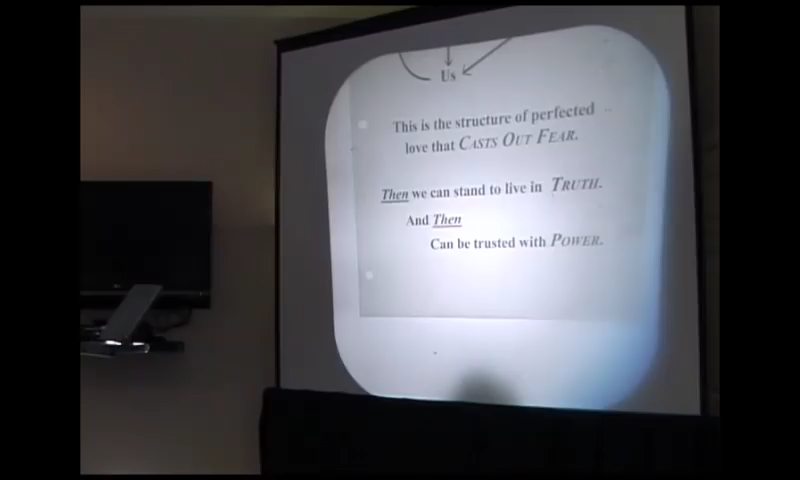 Us
This is the structure of perfected
love that CASTS OUT FEAR.
Then we can stand to live in TRUTH.
And Then
Can be trusted with POWER.